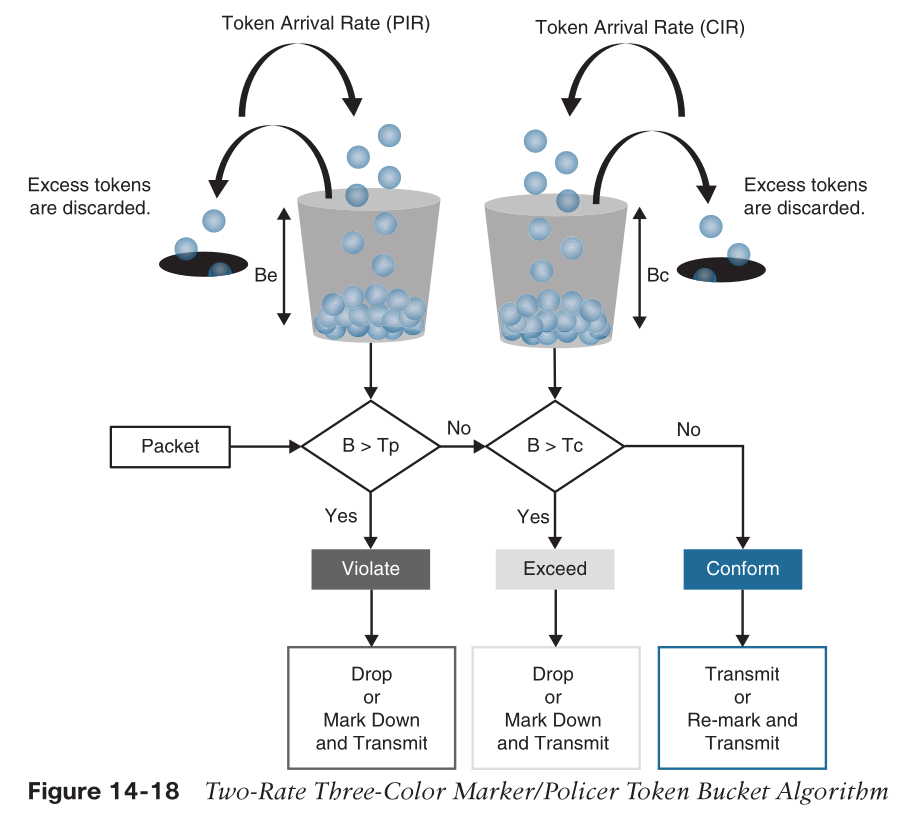 Token Arrival Rate (PIR)
Token Arrival Rate (CIR)
Excess tokens
are discarded.
Excess tokens
are discarded.
Be
Bc
Packet
B > Tp
No
B > Tc
No
Yes
Yes
Violate
Exceed
Conform
Drop
or
Mark Down
and Transmit
Drop
or
Mark Down
and Transmit
Transmit
or
Re-mark and
Transmit
Figure 14-18 Two-Rate Three-Color Marker/Policer Token Bucket Algorithm